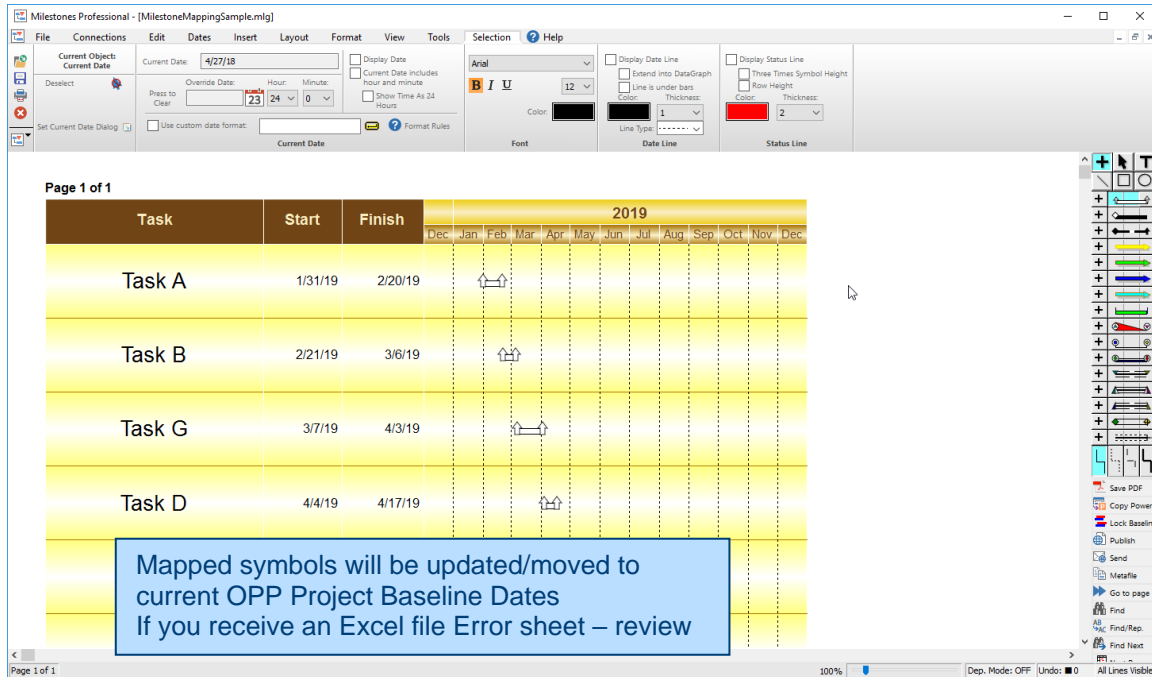 Milestones Professional - [MilestoneMappingSample.mlg]
File Connections Edit Dates Insert Layout Format View Tools Selection Help
Current Object:
Current Date
Deselect
Set Current Date Dialog
Current Date: 4/27/18
Override Date: Hour: Minute:
Press to
Clear
23 24 0
Use custom date format: Format Rules
Current Date
Display Date
Current Date includes
hour and minute
Show Time As 24
Hours
Arial
B I U 12
Color:
Font
Display Date Line
Extend into DataGraph
Line is under bars
Color: Thickness:
1
Line Type:
Date Line
Display Status Line
Three Times Symbol Height
Row Height
Color: Thickness:
2
Status Line
Page 1 of 1
Task Start Finish 2019
Dec Jan Feb Mar Apr May Jun Jul Aug Sep Oct Nov Dec
Task A 1/31/19 2/20/19
Task B 2/21/19 3/6/19
Task G 3/7/19 4/3/19
Task D 4/4/19 4/17/19
Mapped symbols will be updated/moved to
current OPP Project Baseline Dates
If you receive an Excel file Error sheet – review
T
Save PDF
Copy Power
Lock Baselin
Publish
Send
Metafile
Go to page
Find
Find/Rep.
Find Next
Page 1 of 1 100% Dep. Mode: OFF Undo: 0 All Lines Visible